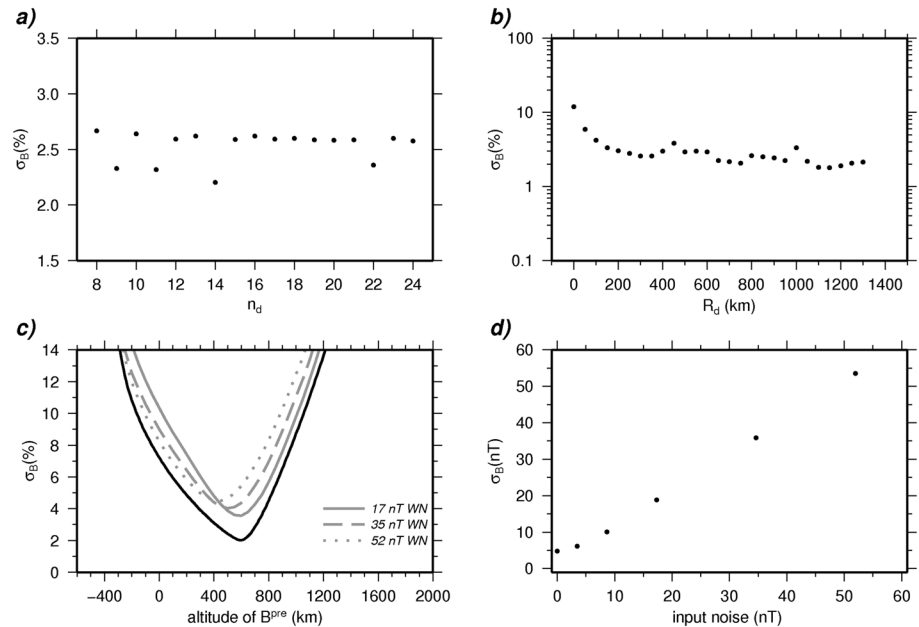 a)
3.5
3.0
2.5
2.0
1.5
σB(%)
8 10 12 14 16 18 20 22 24
nd
b)
100
10
1
0.1
σB(%)
0 200 400 600 800 1000 1200 1400
Rd (km)
c)
14
12
10
8
6
4
2
0
σB(%)
17 nT WN
35 nT WN
52 nT WN
−400 0 400 800 1200 1600 2000
altitude of Bpre (km)
d)
60
50
40
30
20
10
0
σB(nT)
0 10 20 30 40 50 60
input noise (nT)